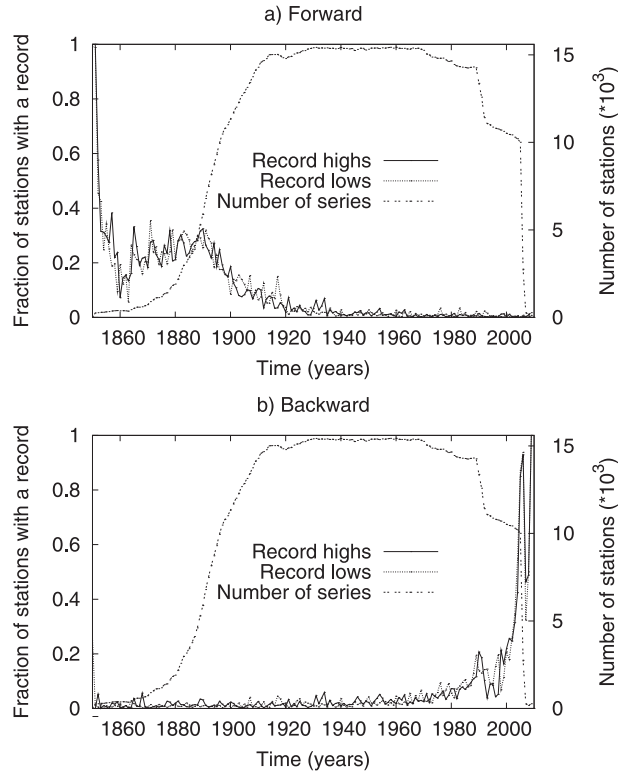 a) Forward
Fraction of stations with a record
1
0.8
0.6
0.4
0.2
0
Record highs
Record lows
Number of series
15
10
5
0
Number of stations (*10^3)
1860 1880 1900 1920 1940 1960 1980 2000
Time (years)
b) Backward
Fraction of stations with a record
1
0.8
0.6
0.4
0.2
0
Record highs
Record lows
Number of series
15
10
5
0
Number of stations (*10^3)
1860 1880 1900 1920 1940 1960 1980 2000
Time (years)